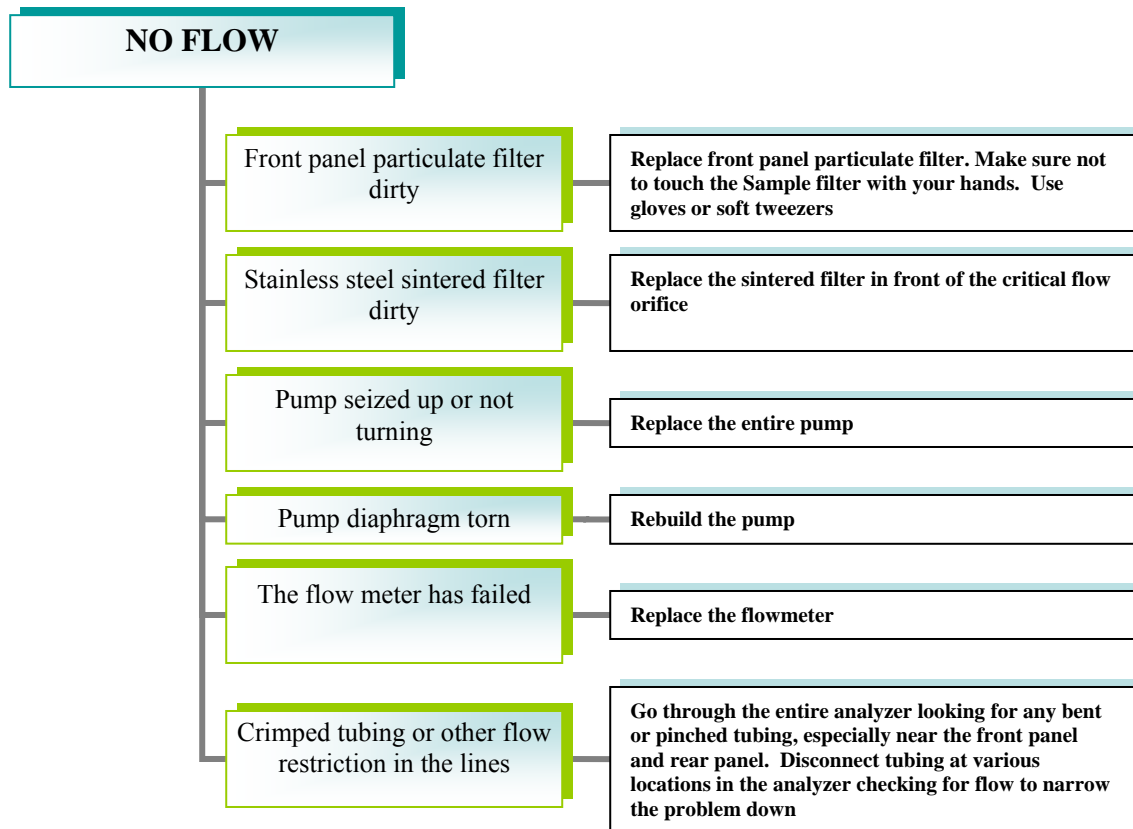 NO FLOW
Front panel particulate filter
dirty
Replace front panel particulate filter. Make sure not
to touch the Sample filter with your hands.  Use
gloves or soft tweezers
Stainless steel sintered filter
dirty
Replace the sintered filter in front of the critical flow
orifice
Pump seized up or not
turning
Replace the entire pump
Pump diaphragm torn
Rebuild the pump
The flow meter has failed
Replace the flowmeter
Crimped tubing or other flow
restriction in the lines
Go through the entire analyzer looking for any bent
or pinched tubing, especially near the front panel
and rear panel.  Disconnect tubing at various
locations in the analyzer checking for flow to narrow
the problem down